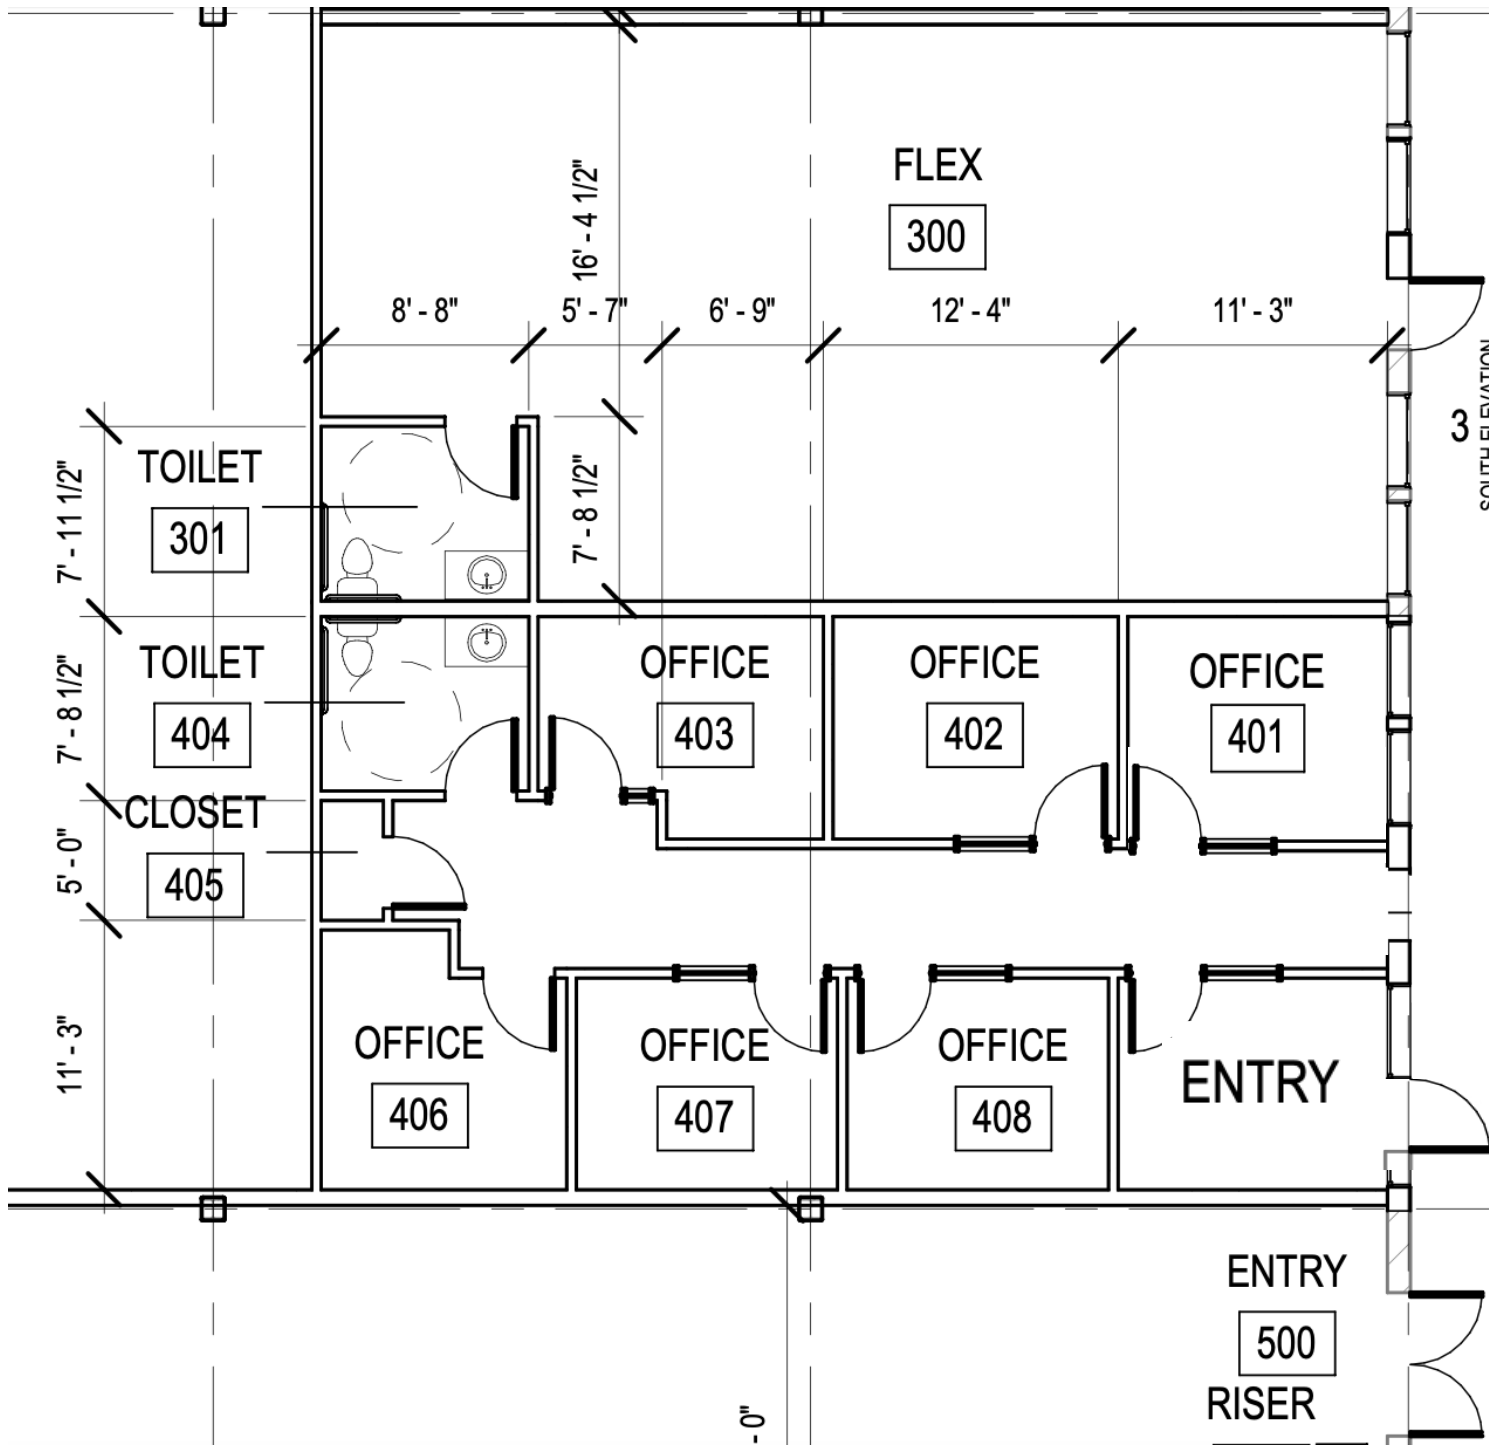 FLEX
300
16' - 4 1/2"
8' - 8"
5' - 7"
6' - 9"
12' - 4"
11' - 3"
3
SOUTH ELEVATION
TOILET
301
7' - 11 1/2"
7' - 8 1/2"
TOILET
404
7' - 8 1/2"
OFFICE
403
OFFICE
402
OFFICE
401
CLOSET
405
5' - 0"
11' - 3"
OFFICE
406
OFFICE
407
OFFICE
408
ENTRY
ENTRY
500
RISER
- 0"